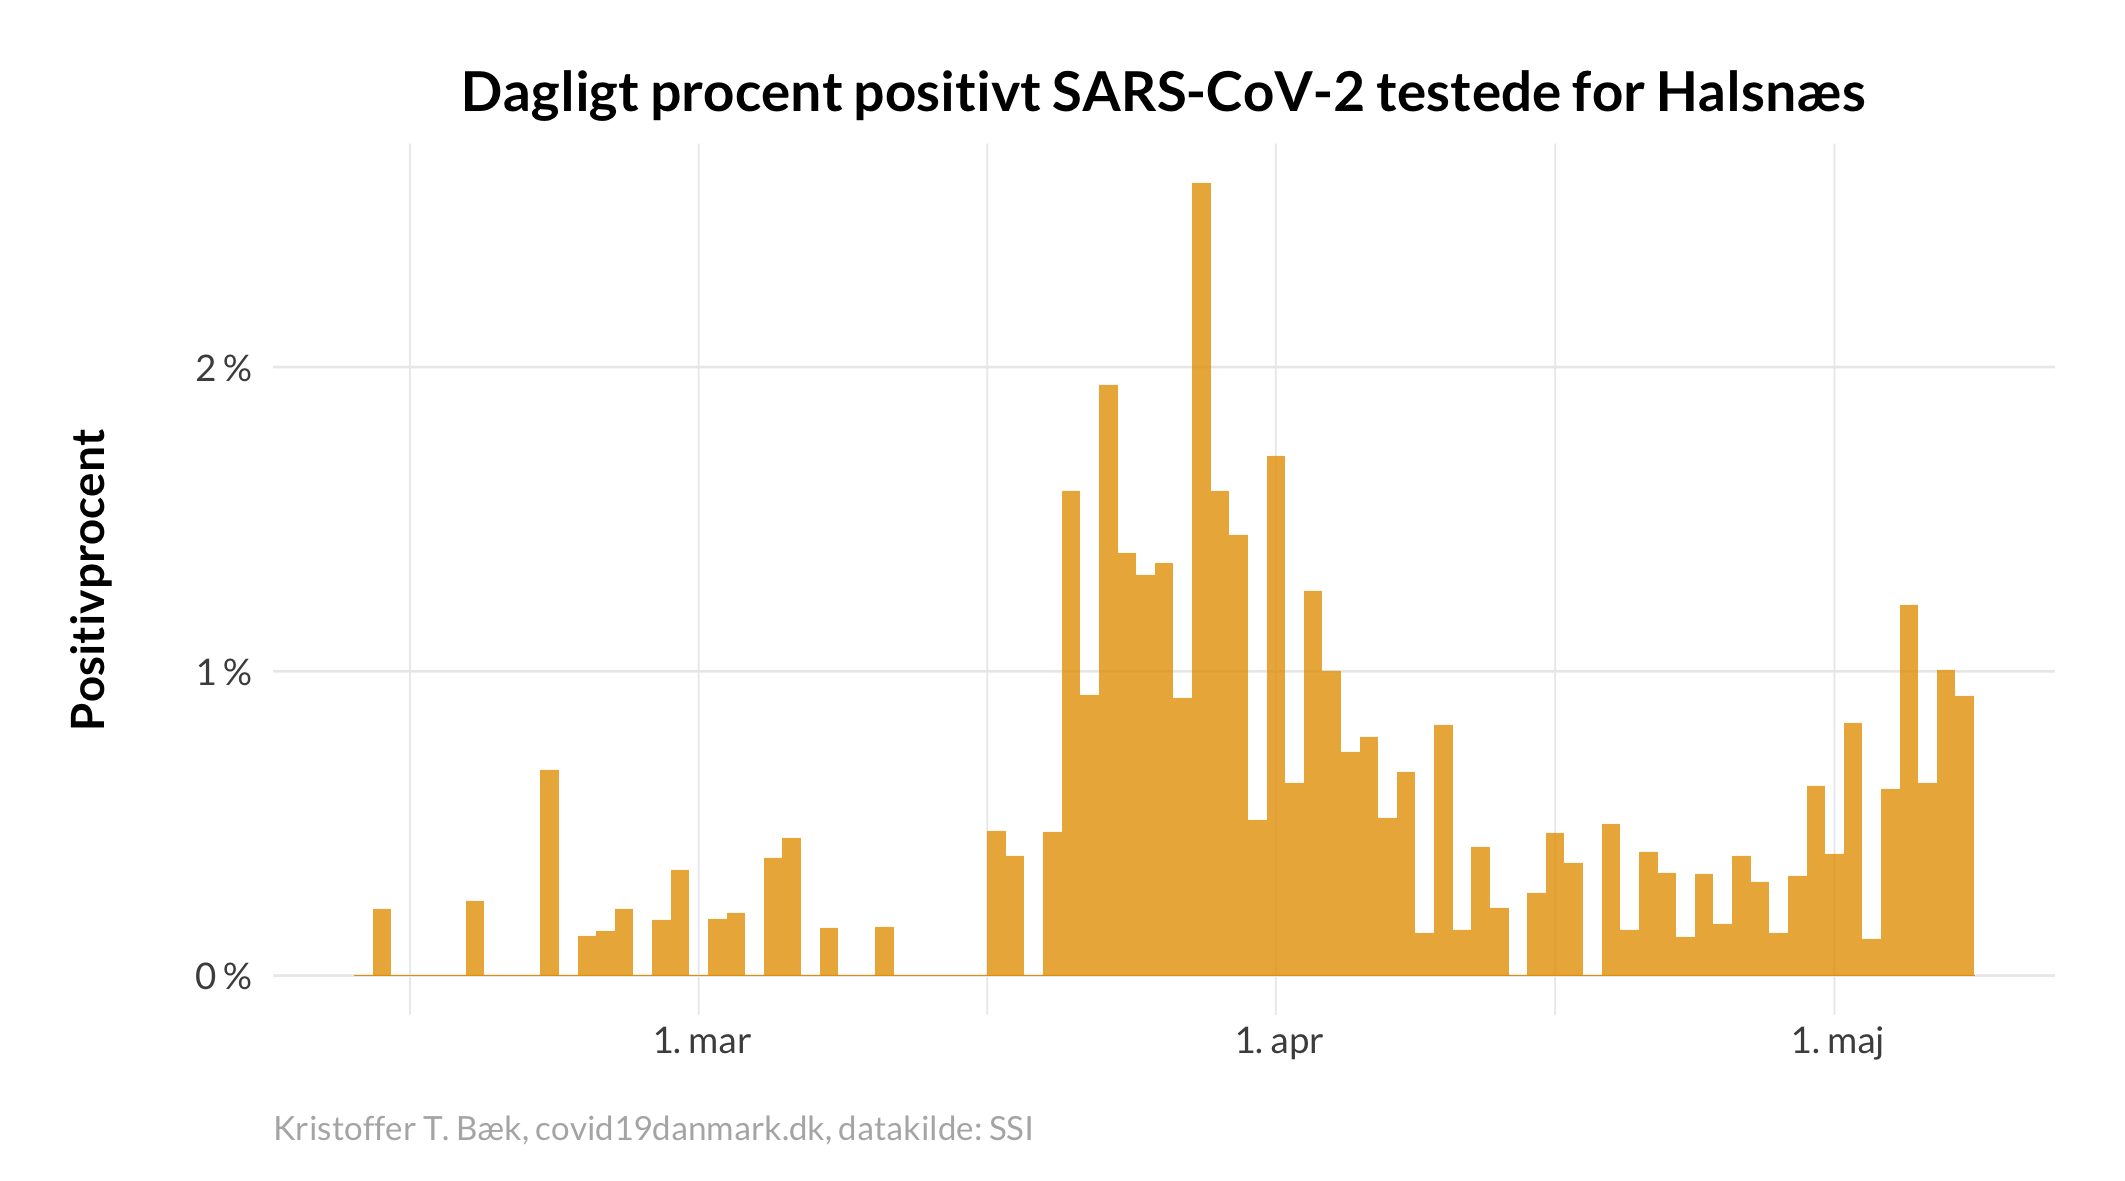 Dagligt procent positivt SARS-CoV-2 testede for Halsnæs
Positivprocent
2 %
1 %
0 %
1. mar
1. apr
1. maj
Kristoffer T. Bæk, covid19danmark.dk, datakilde: SSI